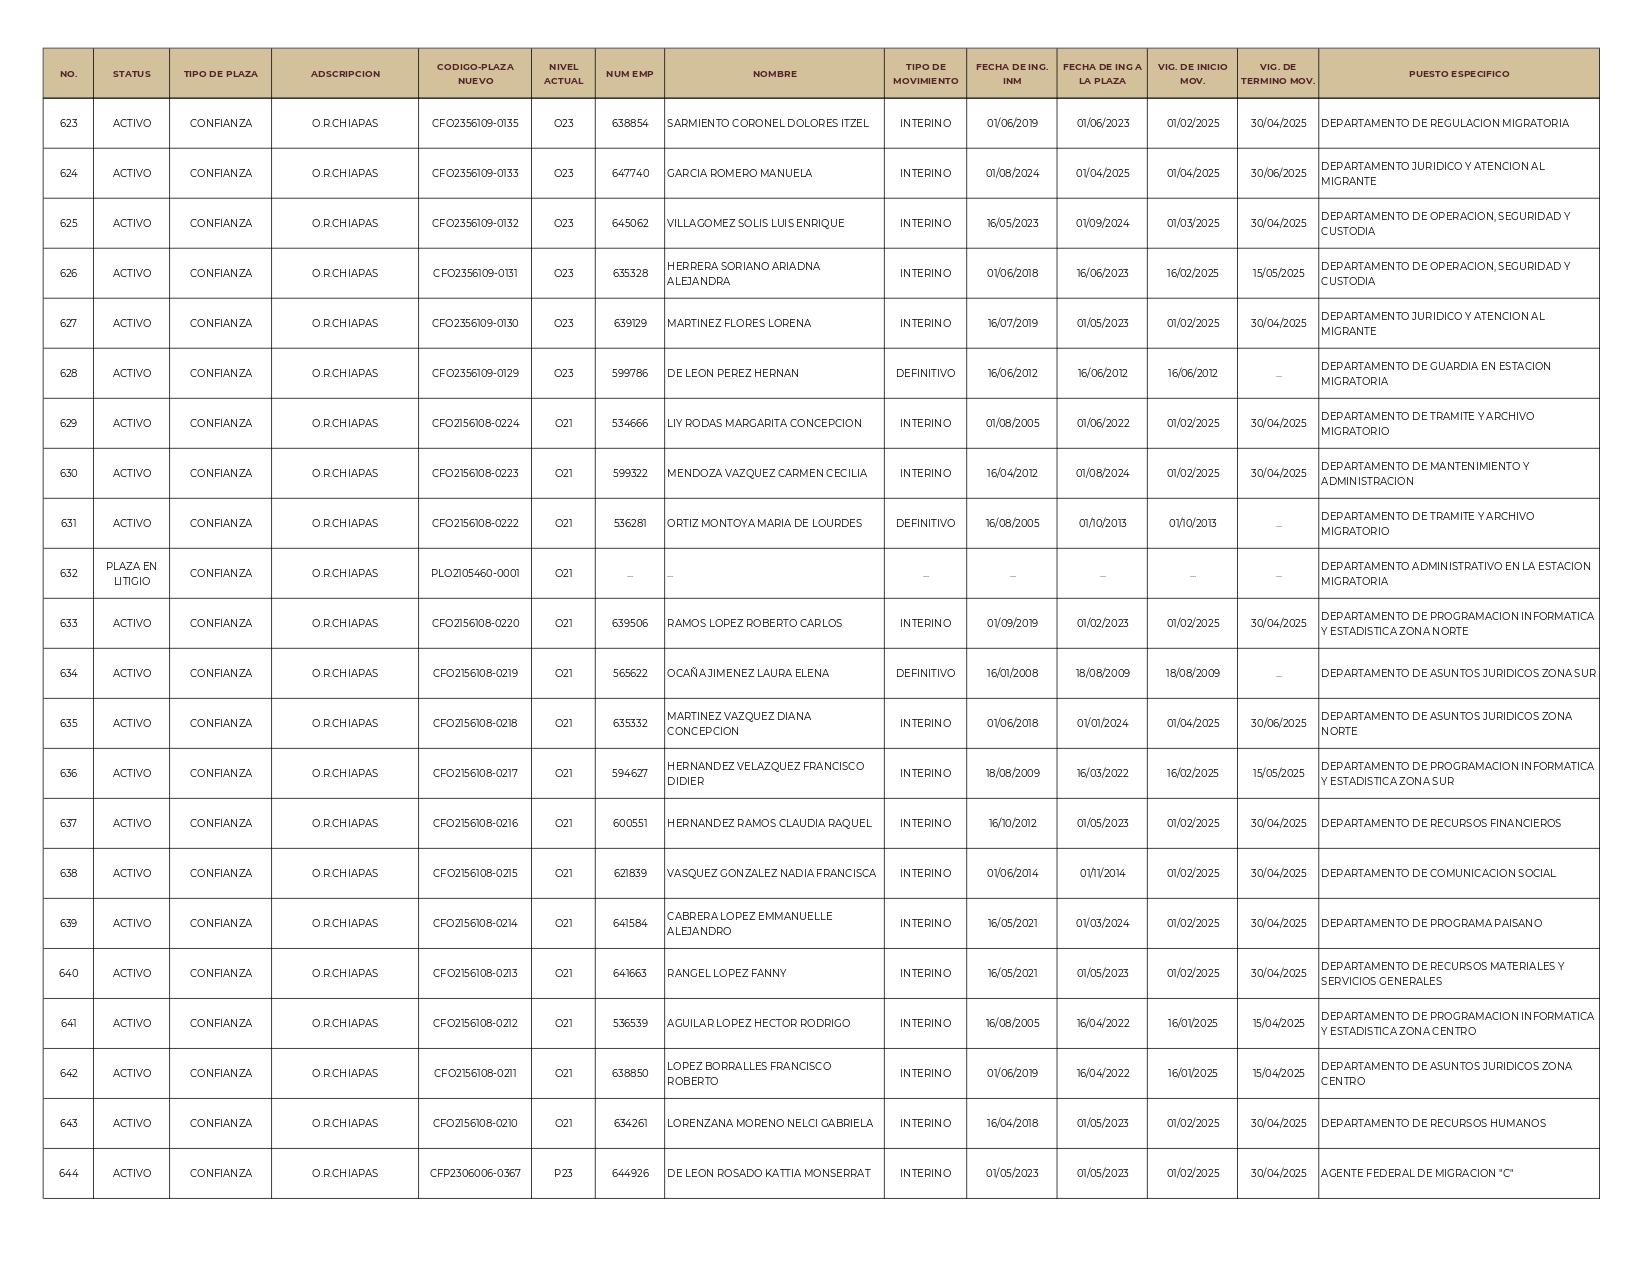 NO. STATUS TIPO DE PLAZA ADSCRIPCION CODIGO-PLAZA NUEVO NIVEL ACTUAL NUM EMP NOMBRE TIPO DE MOVIMIENTO FECHA DE ING. INM FECHA DE ING A LA PLAZA VIG. DE INICIO MOV. VIG. DE TERMINO MOV. PUESTO ESPECIFICO
623 ACTIVO CONFIANZA O.R.CHIAPAS CFO2356109-0135 O23 638854 SARMIENTO CORONEL DOLORES ITZEL INTERINO 01/06/2019 01/06/2023 01/02/2025 30/04/2025 DEPARTAMENTO DE REGULACION MIGRATORIA
624 ACTIVO CONFIANZA O.R.CHIAPAS CFO2356109-0133 O23 647740 GARCIA ROMERO MANUELA INTERINO 01/08/2024 01/04/2025 01/04/2025 30/06/2025 DEPARTAMENTO JURIDICO Y ATENCION AL MIGRANTE
625 ACTIVO CONFIANZA O.R.CHIAPAS CFO2356109-0132 O23 645062 VILLAGOMEZ SOLIS LUIS ENRIQUE INTERINO 16/05/2023 01/09/2024 01/03/2025 30/04/2025 DEPARTAMENTO DE OPERACION, SEGURIDAD Y CUSTODIA
626 ACTIVO CONFIANZA O.R.CHIAPAS CFO2356109-0131 O23 635328 HERRERA SORIANO ARIADNA ALEJANDRA INTERINO 01/06/2018 16/06/2023 16/02/2025 15/05/2025 DEPARTAMENTO DE OPERACION, SEGURIDAD Y CUSTODIA
627 ACTIVO CONFIANZA O.R.CHIAPAS CFO2356109-0130 O23 639129 MARTINEZ FLORES LORENA INTERINO 16/07/2019 01/05/2023 01/02/2025 30/04/2025 DEPARTAMENTO JURIDICO Y ATENCION AL MIGRANTE
628 ACTIVO CONFIANZA O.R.CHIAPAS CFO2356109-0129 O23 599786 DE LEON PEREZ HERNAN DEFINITIVO 16/06/2012 16/06/2012 16/06/2012 ... DEPARTAMENTO DE GUARDIA EN ESTACION MIGRATORIA
629 ACTIVO CONFIANZA O.R.CHIAPAS CFO2156108-0224 O21 534666 LIY RODAS MARGARITA CONCEPCION INTERINO 01/08/2005 01/06/2022 01/02/2025 30/04/2025 DEPARTAMENTO DE TRAMITE Y ARCHIVO MIGRATORIO
630 ACTIVO CONFIANZA O.R.CHIAPAS CFO2156108-0223 O21 599322 MENDOZA VAZQUEZ CARMEN CECILIA INTERINO 16/04/2012 01/08/2024 01/02/2025 30/04/2025 DEPARTAMENTO DE MANTENIMIENTO Y ADMINISTRACION
631 ACTIVO CONFIANZA O.R.CHIAPAS CFO2156108-0222 O21 536281 ORTIZ MONTOYA MARIA DE LOURDES DEFINITIVO 16/08/2005 01/10/2013 01/10/2013 ... DEPARTAMENTO DE TRAMITE Y ARCHIVO MIGRATORIO
632 PLAZA EN LITIGIO CONFIANZA O.R.CHIAPAS PLO2105460-0001 O21 ... ... ... ... ... ... ... DEPARTAMENTO ADMINISTRATIVO EN LA ESTACION MIGRATORIA
633 ACTIVO CONFIANZA O.R.CHIAPAS CFO2156108-0220 O21 639506 RAMOS LOPEZ ROBERTO CARLOS INTERINO 01/09/2019 01/02/2023 01/02/2025 30/04/2025 DEPARTAMENTO DE PROGRAMACION INFORMATICA Y ESTADISTICA ZONA NORTE
634 ACTIVO CONFIANZA O.R.CHIAPAS CFO2156108-0219 O21 565622 OCAÑA JIMENEZ LAURA ELENA DEFINITIVO 16/01/2008 18/08/2009 18/08/2009 ... DEPARTAMENTO DE ASUNTOS JURIDICOS ZONA SUR
635 ACTIVO CONFIANZA O.R.CHIAPAS CFO2156108-0218 O21 635332 MARTINEZ VAZQUEZ DIANA CONCEPCION INTERINO 01/06/2018 01/01/2024 01/04/2025 30/06/2025 DEPARTAMENTO DE ASUNTOS JURIDICOS ZONA NORTE
636 ACTIVO CONFIANZA O.R.CHIAPAS CFO2156108-0217 O21 594627 HERNANDEZ VELAZQUEZ FRANCISCO DIDIER INTERINO 18/08/2009 16/03/2022 16/02/2025 15/05/2025 DEPARTAMENTO DE PROGRAMACION INFORMATICA Y ESTADISTICA ZONA SUR
637 ACTIVO CONFIANZA O.R.CHIAPAS CFO2156108-0216 O21 600551 HERNANDEZ RAMOS CLAUDIA RAQUEL INTERINO 16/10/2012 01/05/2023 01/02/2025 30/04/2025 DEPARTAMENTO DE RECURSOS FINANCIEROS
638 ACTIVO CONFIANZA O.R.CHIAPAS CFO2156108-0215 O21 621839 VASQUEZ GONZALEZ NADIA FRANCISCA INTERINO 01/06/2014 01/11/2014 01/02/2025 30/04/2025 DEPARTAMENTO DE COMUNICACION SOCIAL
639 ACTIVO CONFIANZA O.R.CHIAPAS CFO2156108-0214 O21 641584 CABRERA LOPEZ EMMANUELLE ALEJANDRO INTERINO 16/05/2021 01/03/2024 01/02/2025 30/04/2025 DEPARTAMENTO DE PROGRAMA PAISANO
640 ACTIVO CONFIANZA O.R.CHIAPAS CFO2156108-0213 O21 641663 RANGEL LOPEZ FANNY INTERINO 16/05/2021 01/05/2023 01/02/2025 30/04/2025 DEPARTAMENTO DE RECURSOS MATERIALES Y SERVICIOS GENERALES
641 ACTIVO CONFIANZA O.R.CHIAPAS CFO2156108-0212 O21 536539 AGUILAR LOPEZ HECTOR RODRIGO INTERINO 16/08/2005 16/04/2022 16/01/2025 15/04/2025 DEPARTAMENTO DE PROGRAMACION INFORMATICA Y ESTADISTICA ZONA CENTRO
642 ACTIVO CONFIANZA O.R.CHIAPAS CFO2156108-0211 O21 638850 LOPEZ BORRALLES FRANCISCO ROBERTO INTERINO 01/06/2019 16/04/2022 16/01/2025 15/04/2025 DEPARTAMENTO DE ASUNTOS JURIDICOS ZONA CENTRO
643 ACTIVO CONFIANZA O.R.CHIAPAS CFO2156108-0210 O21 634261 LORENZANA MORENO NELCI GABRIELA INTERINO 16/04/2018 01/05/2023 01/02/2025 30/04/2025 DEPARTAMENTO DE RECURSOS HUMANOS
644 ACTIVO CONFIANZA O.R.CHIAPAS CFP2306006-0367 P23 644926 DE LEON ROSADO KATTIA MONSERRAT INTERINO 01/05/2023 01/05/2023 01/02/2025 30/04/2025 AGENTE FEDERAL DE MIGRACION "C"